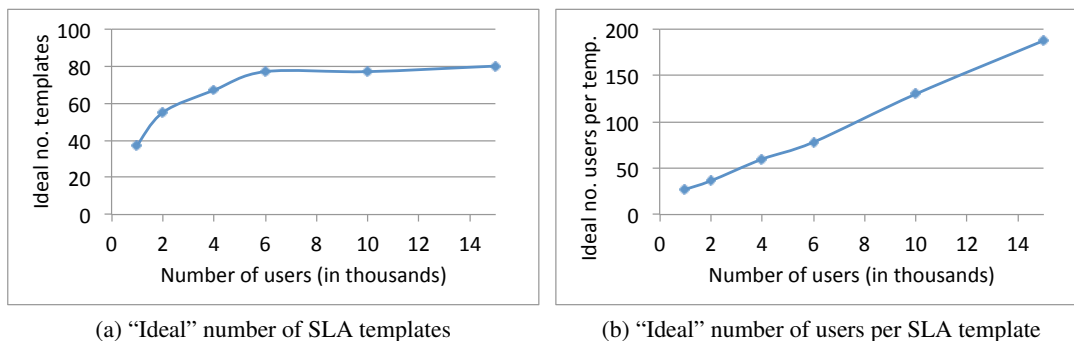 Ideal no. templates
100
80
60
40
20
0
0 2 4 6 8 10 12 14
Number of users (in thousands)
(a) “Ideal” number of SLA templates
Ideal no. users per temp.
200
150
100
50
0
0 2 4 6 8 10 12 14
Number of users (in thousands)
(b) “Ideal” number of users per SLA template